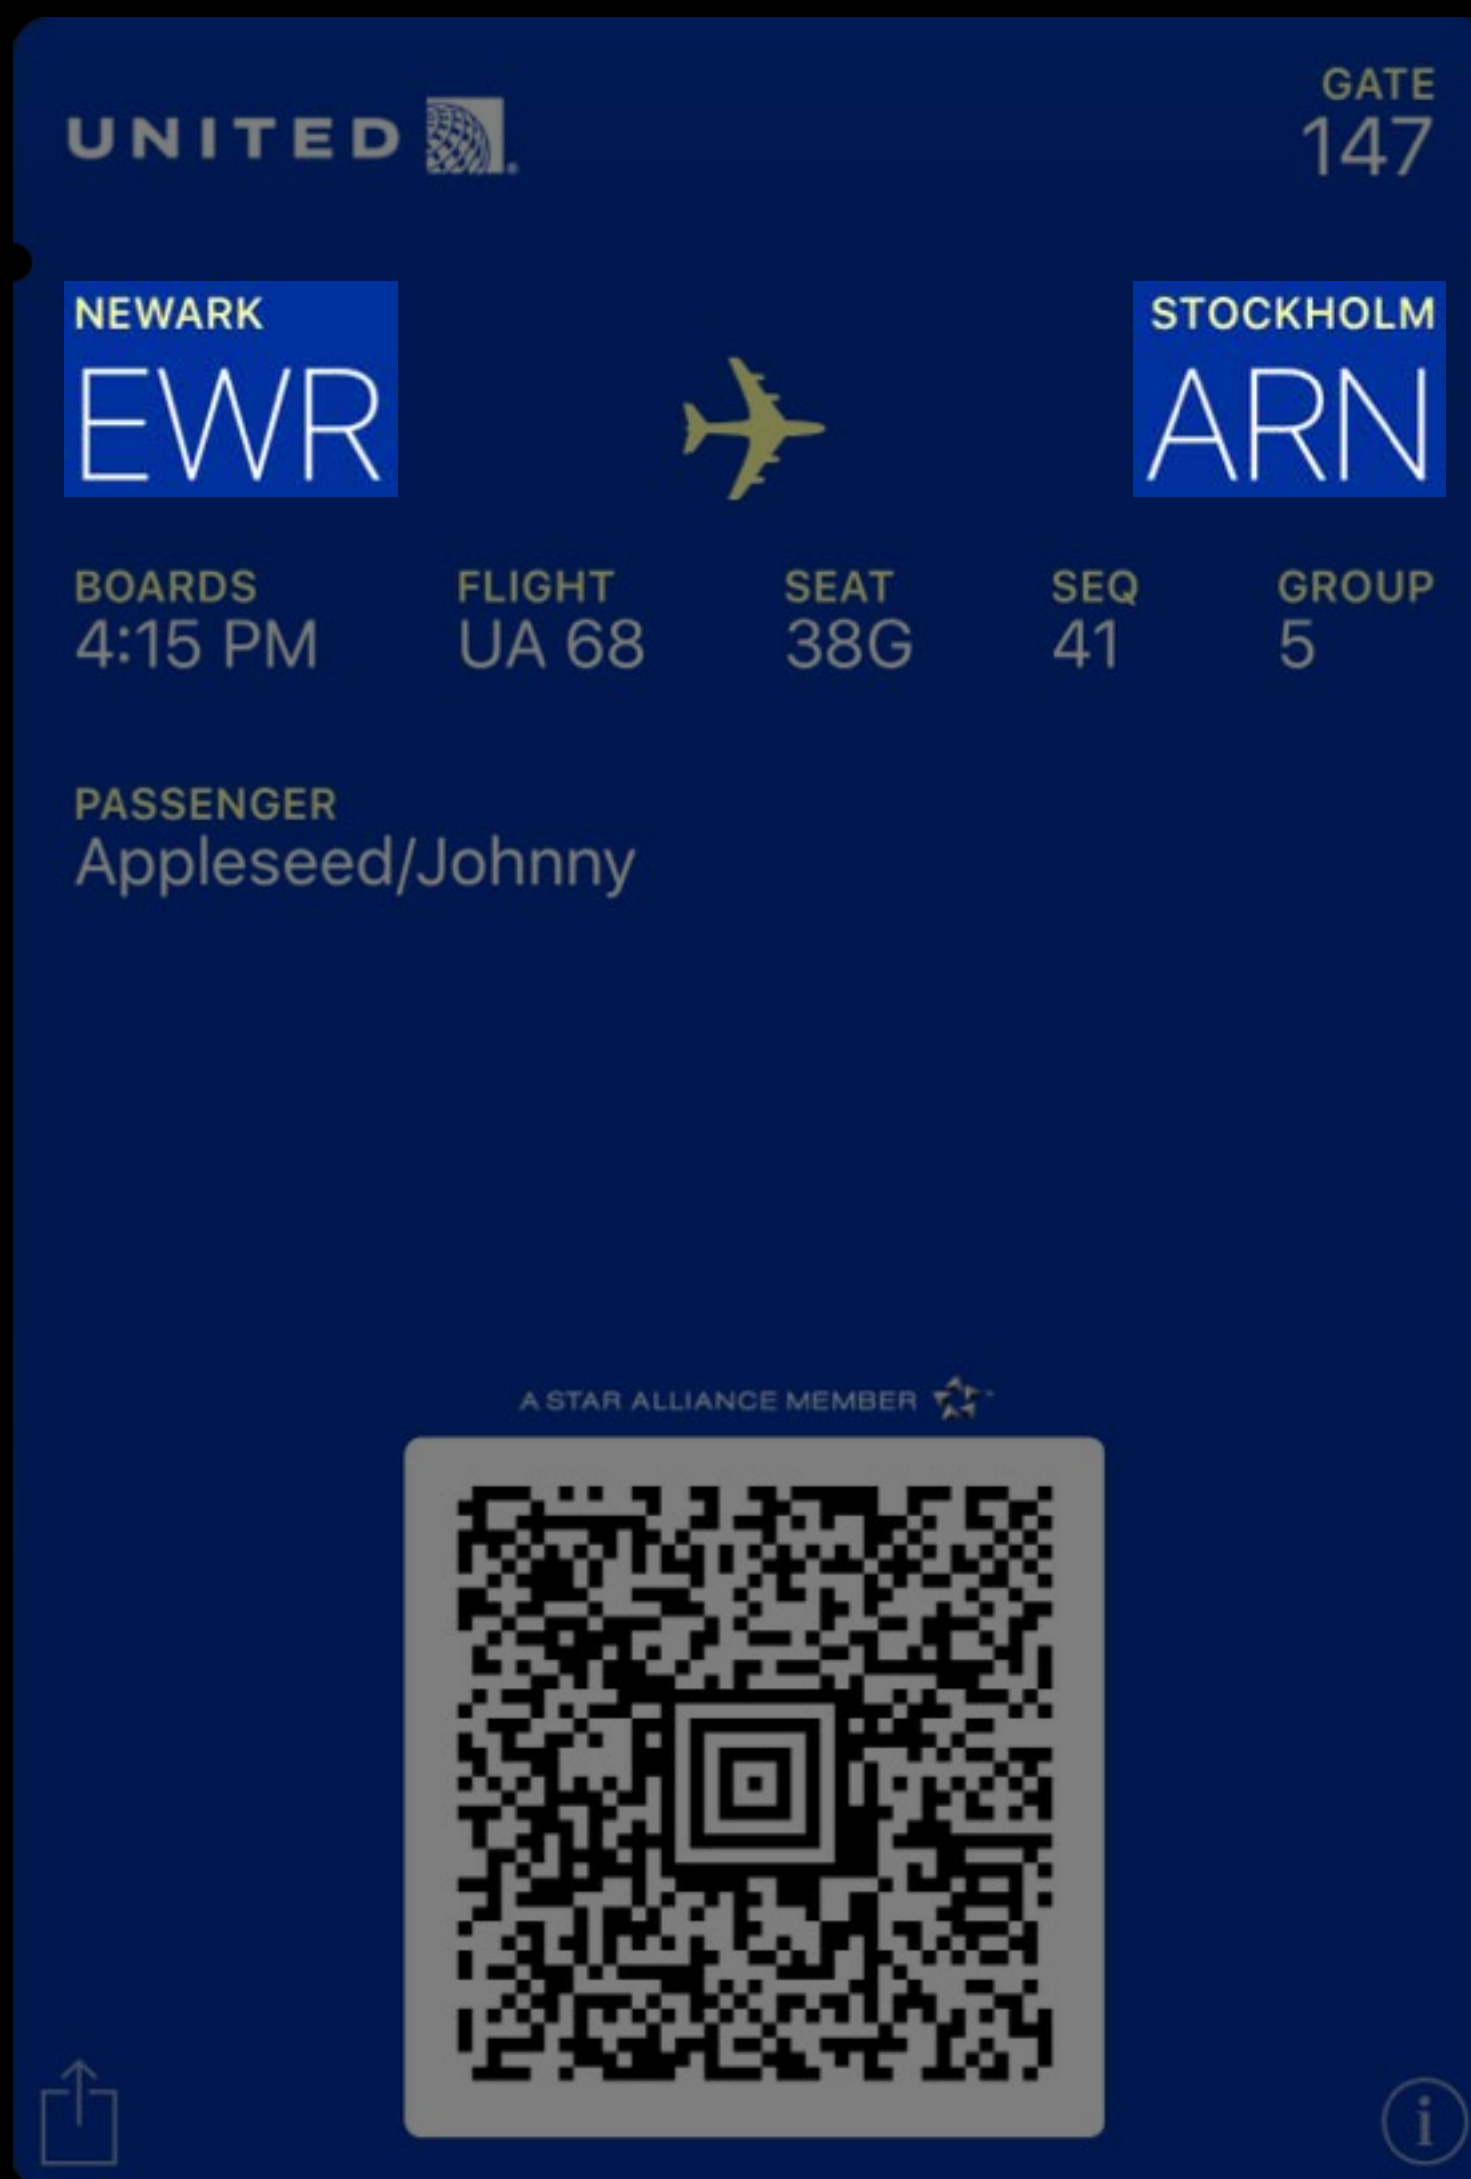 UNITED
GATE
147
NEWARK
STOCKHOLM
EWR
ARN
BOARDS FLIGHT SEAT SEQ GROUP
4:15 PM UA 68 38G 41 5
PASSENGER
Appleseed/Johnny
A STAR ALLIANCE MEMBER